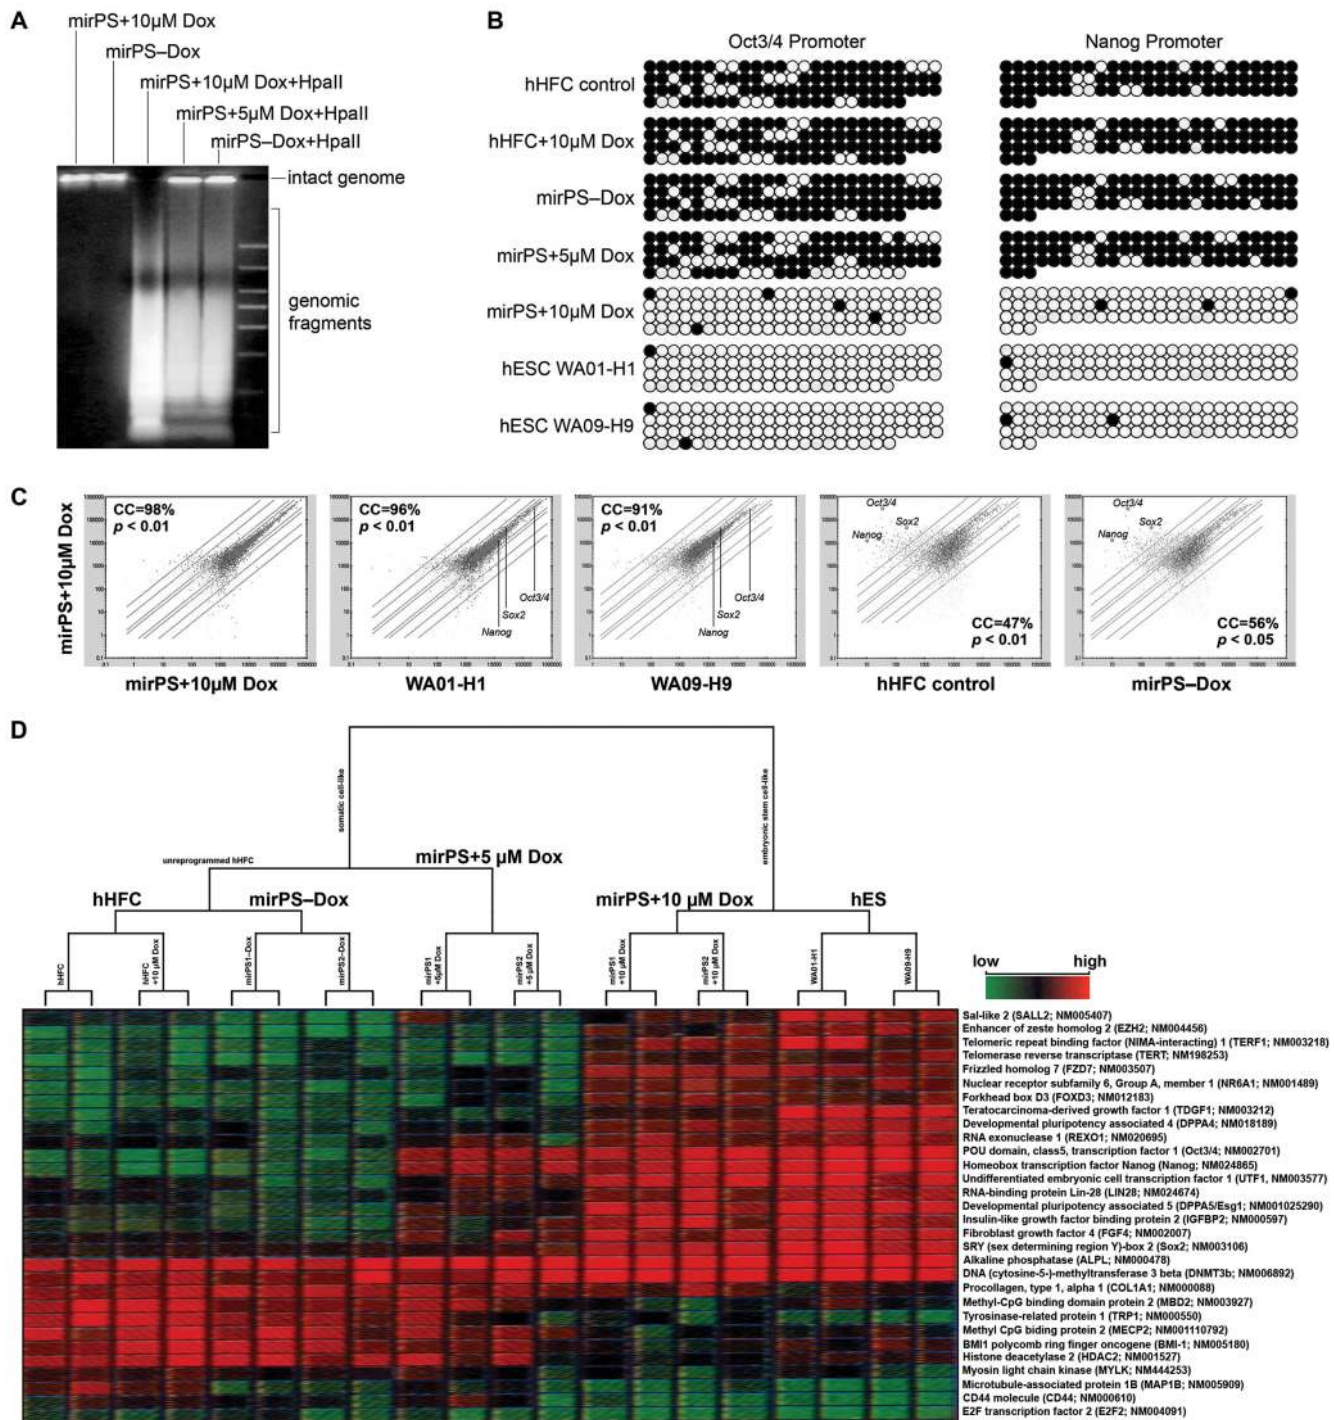 A
mirPS+10µM Dox
mirPS–Dox
mirPS+10µM Dox+HpaII
mirPS+5µM Dox+HpaII
mirPS–Dox+HpaII
intact genome
genomic
fragments
B
Oct3/4 Promoter
Nanog Promoter
hHFC control
hHFC+10µM Dox
mirPS–Dox
mirPS+5µM Dox
mirPS+10µM Dox
hESC WA01-H1
hESC WA09-H9
C
mirPS+10µM Dox
CC=98%
p < 0.01
mirPS+10µM Dox
CC=96%
p < 0.01
Oct3/4
Sox2
Nanog
WA01-H1
CC=91%
p < 0.01
Oct3/4
Sox2
Nanog
WA09-H9
Oct3/4
Sox2
Nanog
CC=47%
p < 0.01
hHFC control
Oct3/4
Sox2
Nanog
CC=56%
p < 0.05
mirPS–Dox
D
somatic cell-like
embryonic stem cell-like
unreprogrammed hHFC
mirPS+5 µM Dox
hHFC
mirPS–Dox
mirPS+10 µM Dox
hES
hHFC
hHFC
+10 µM Dox
mirPS1–Dox
mirPS2–Dox
mirPS1
+5µM Dox
mirPS2
+5 µM Dox
mirPS1
+10 µM Dox
mirPS2
+10 µM Dox
WA01-H1
WA09-H9
low
high
Sal-like 2 (SALL2; NM005407)
Enhancer of zeste homolog 2 (EZH2; NM004456)
Telomeric repeat binding factor (NIMA-interacting) 1 (TERF1; NM003218)
Telomerase reverse transcriptase (TERT; NM198253)
Frizzled homolog 7 (FZD7; NM003507)
Nuclear receptor subfamily 6, Group A, member 1 (NR6A1; NM001489)
Forkhead box D3 (FOXD3; NM012183)
Teratocarcinoma-derived growth factor 1 (TDGF1; NM003212)
Developmental pluripotency associated 4 (DPPA4; NM018189)
RNA exonuclease 1 (REXO1; NM020695)
POU domain, class5, transcription factor 1 (Oct3/4; NM002701)
Homeobox transcription factor Nanog (Nanog; NM024865)
Undifferentiated embryonic cell transcription factor 1 (UTF1, NM003577)
RNA-binding protein Lin-28 (LIN28; NM024674)
Developmental pluripotency associated 5 (DPPA5/Esg1; NM001025290)
Insulin-like growth factor binding protein 2 (IGFBP2; NM000597)
Fibroblast growth factor 4 (FGF4; NM002007)
SRY (sex determining region Y)-box 2 (Sox2; NM003106)
Alkaline phosphatase (ALPL; NM000478)
DNA (cytosine-5-)-methyltransferase 3 beta (DNMT3b; NM006892)
Procollagen, type 1, alpha 1 (COL1A1; NM000088)
Methyl-CpG binding domain protein 2 (MBD2; NM003927)
Tyrosinase-related protein 1 (TRP1; NM000550)
Methyl CpG biding protein 2 (MECP2; NM001110792)
BMI1 polycomb ring finger oncogene (BMI-1; NM005180)
Histone deacetylase 2 (HDAC2; NM001527)
Myosin light chain kinase (MYLK; NM444253)
Microtubule-associated protein 1B (MAP1B; NM005909)
CD44 molecule (CD44; NM000610)
E2F transcription factor 2 (E2F2; NM004091)